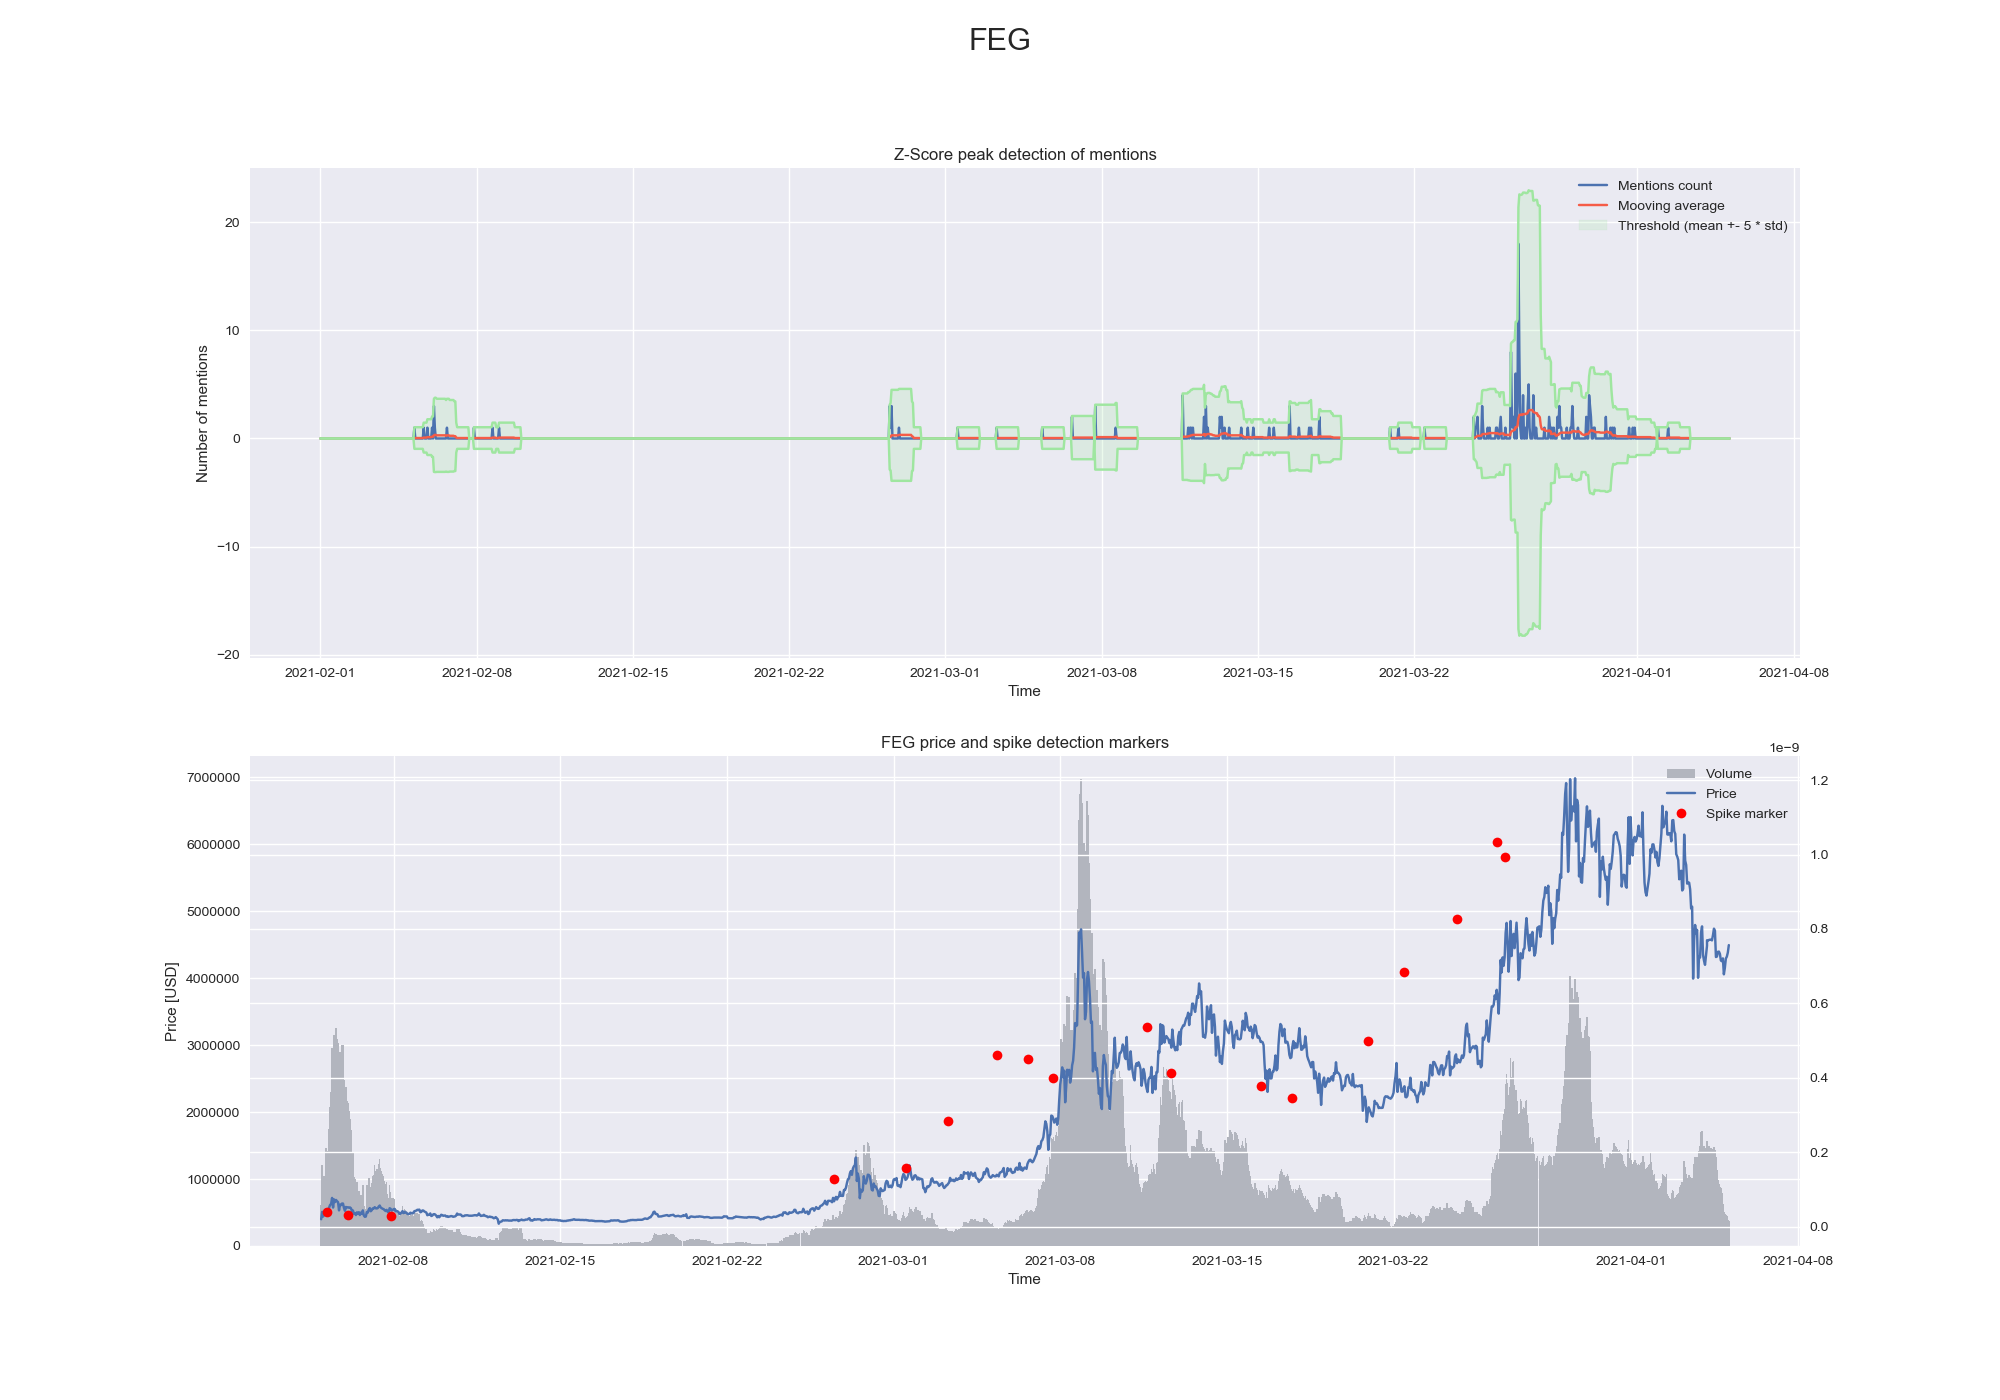 FEG
Z-Score peak detection of mentions
Mentions count
Mooving average
Threshold (mean +- 5 * std)
Number of mentions
20
10
0
−10
−20
2021-02-01 2021-02-08 2021-02-15 2021-02-22 2021-03-01 2021-03-08 2021-03-15 2021-03-22 2021-04-01 2021-04-08
Time
FEG price and spike detection markers
1e−9
Volume
Price
Spike marker
Price [USD]
7000000
6000000
5000000
4000000
3000000
2000000
1000000
0
1.2
1.0
0.8
0.6
0.4
0.2
0.0
2021-02-08 2021-02-15 2021-02-22 2021-03-01 2021-03-08 2021-03-15 2021-03-22 2021-04-01 2021-04-08
Time